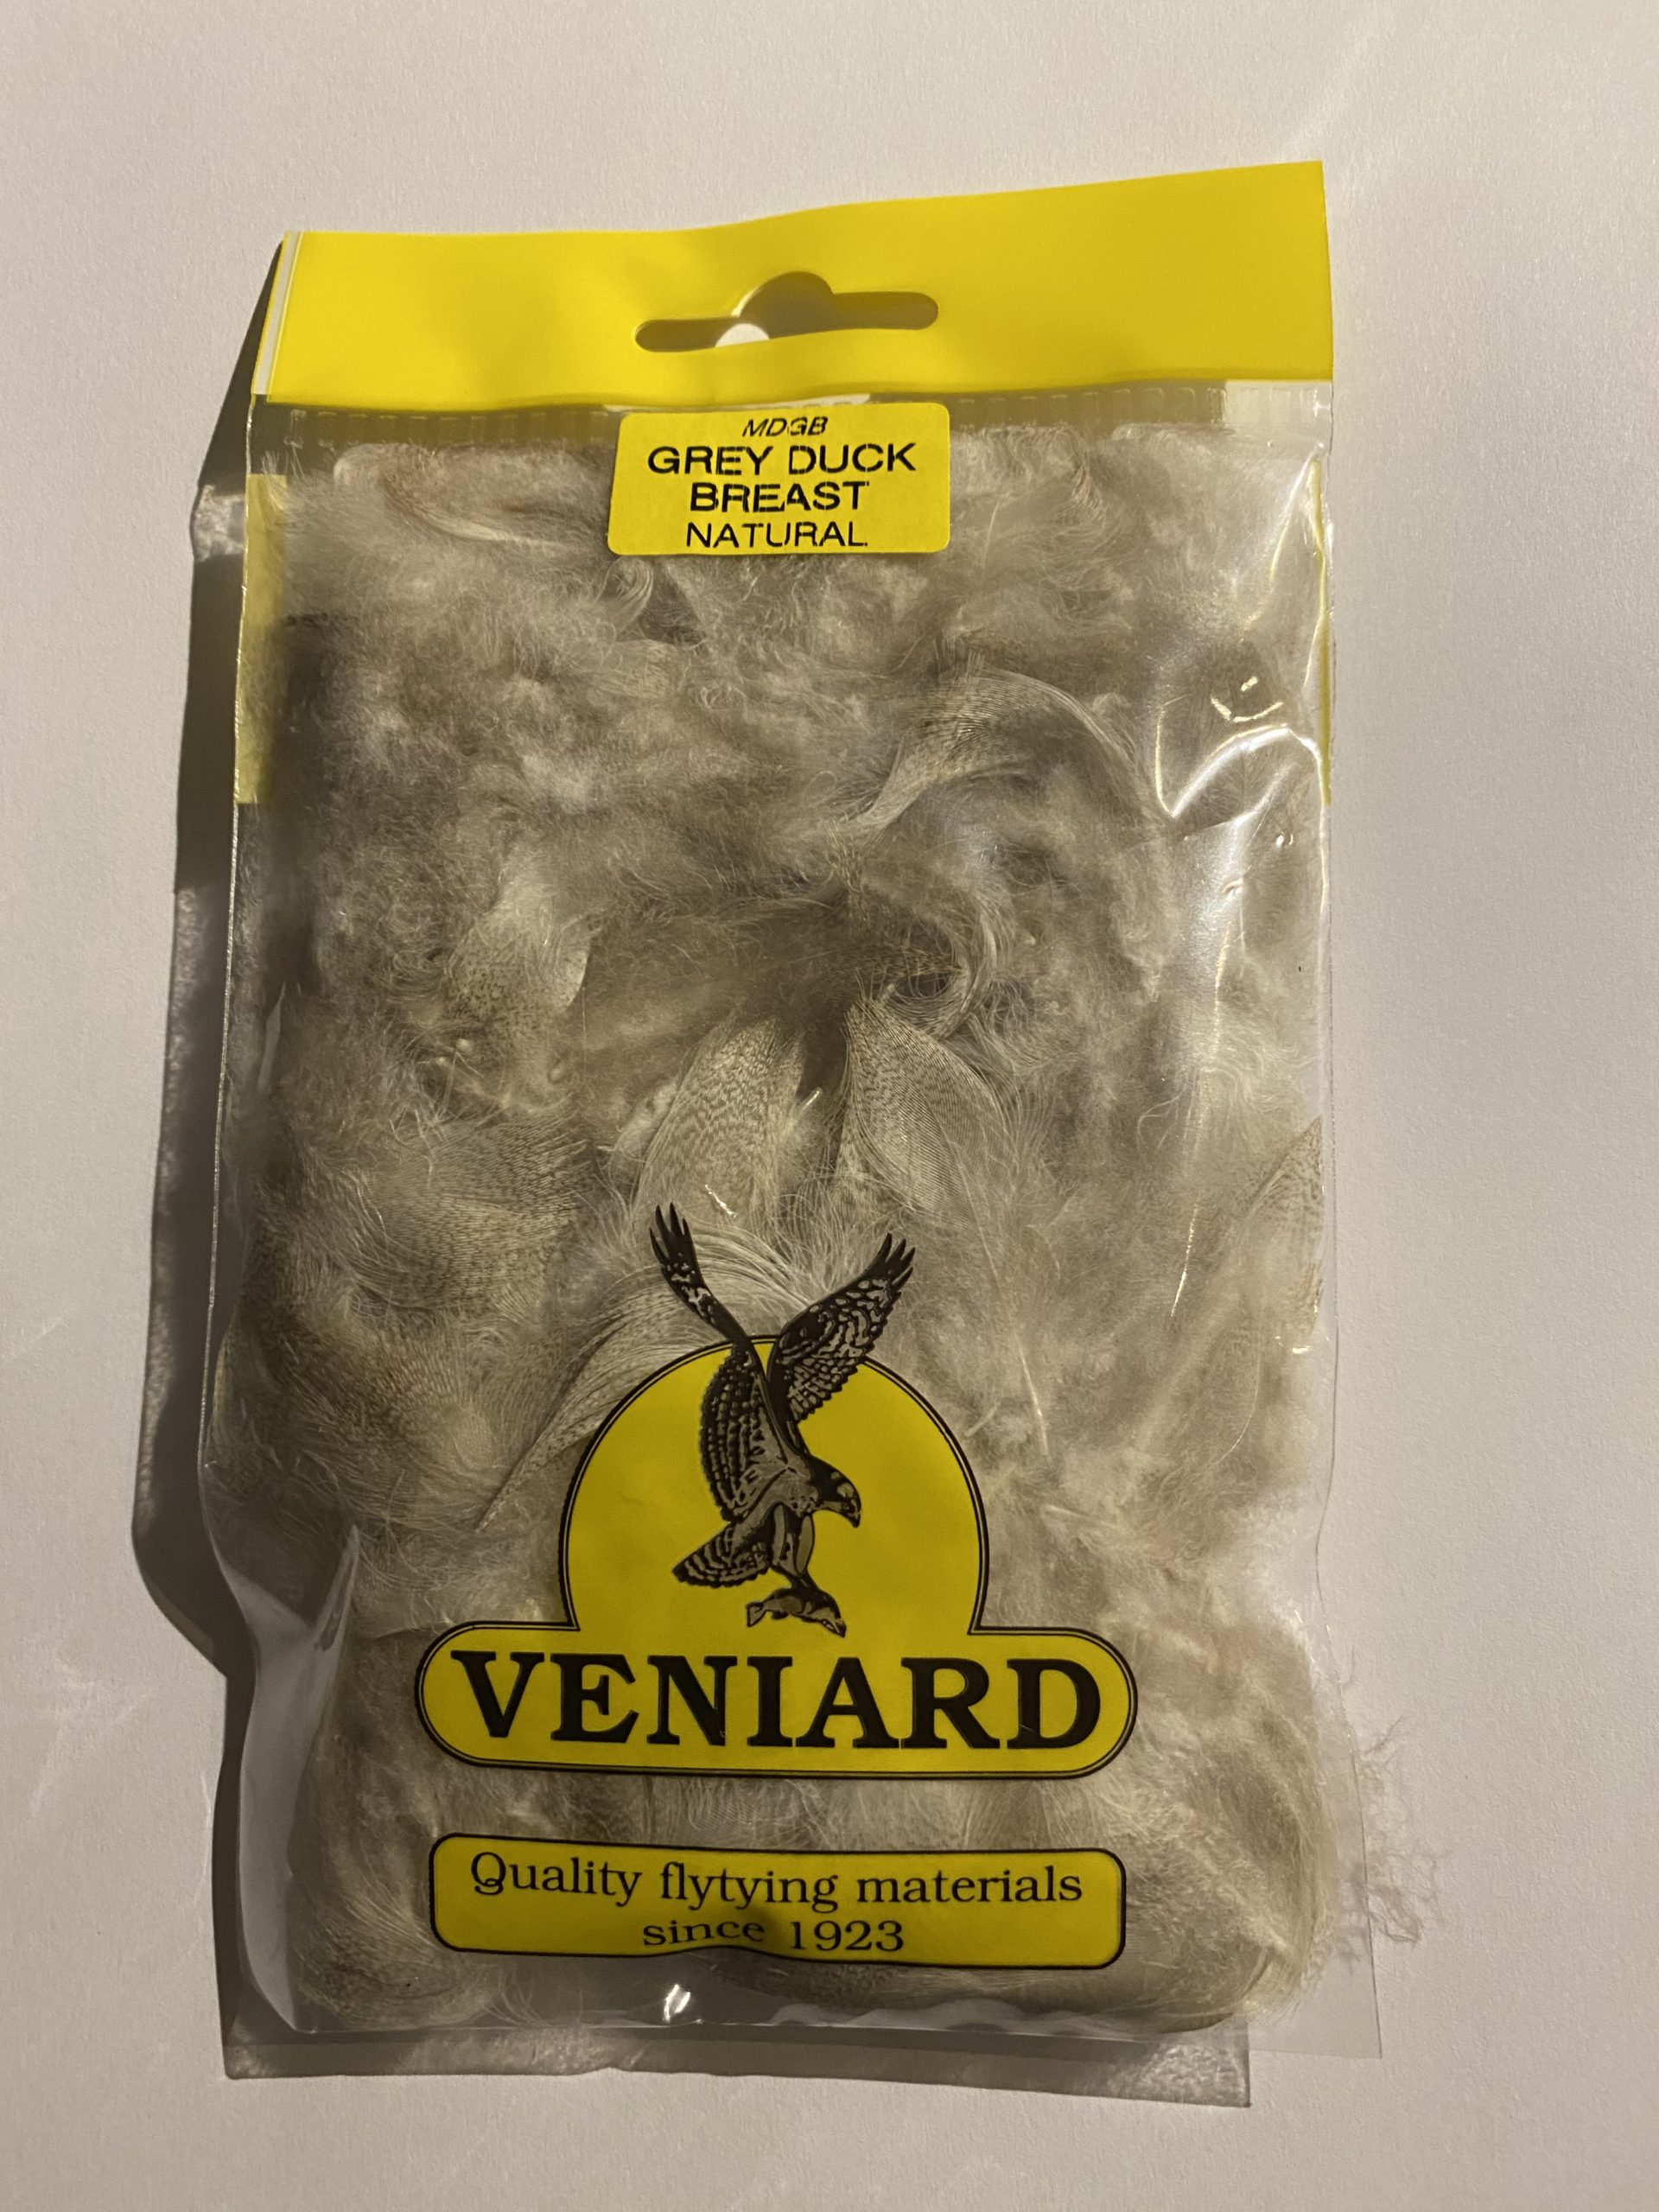 MDGB
GREY DUCK
BREAST
NATURAL
VENIARD
Quality flytying materials
since 1923